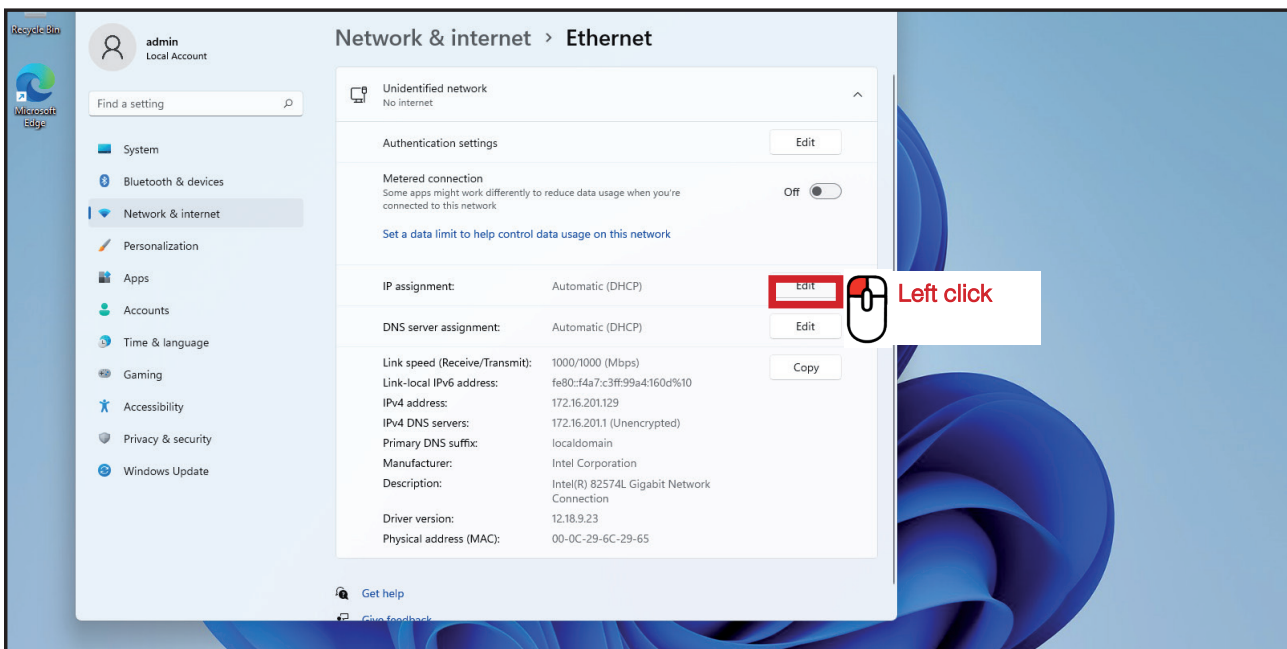 Recycle Bin
Microsoft
Edge
admin
Local Account
Find a setting
System
Bluetooth & devices
Network & internet
Personalization
Apps
Accounts
Time & language
Gaming
Accessibility
Privacy & security
Windows Update
Network & internet > Ethernet
Unidentified network
No internet
Authentication settings Edit
Metered connection
Some apps might work differently to reduce data usage when you're
connected to this network
Off
Set a data limit to help control data usage on this network
IP assignment: Automatic (DHCP) Edit
Left click
DNS server assignment: Automatic (DHCP) Edit
Link speed (Receive/Transmit): 1000/1000 (Mbps) Copy
Link-local IPv6 address: fe80::f4a7:c3ff:99a4:160d%10
IPv4 address: 172.16.201.129
IPv4 DNS servers: 172.16.201.1 (Unencrypted)
Primary DNS suffix: localdomain
Manufacturer: Intel Corporation
Description: Intel(R) 82574L Gigabit Network
Connection
Driver version: 12.18.9.23
Physical address (MAC): 00-0C-29-6C-29-65
Get help
Give feedback